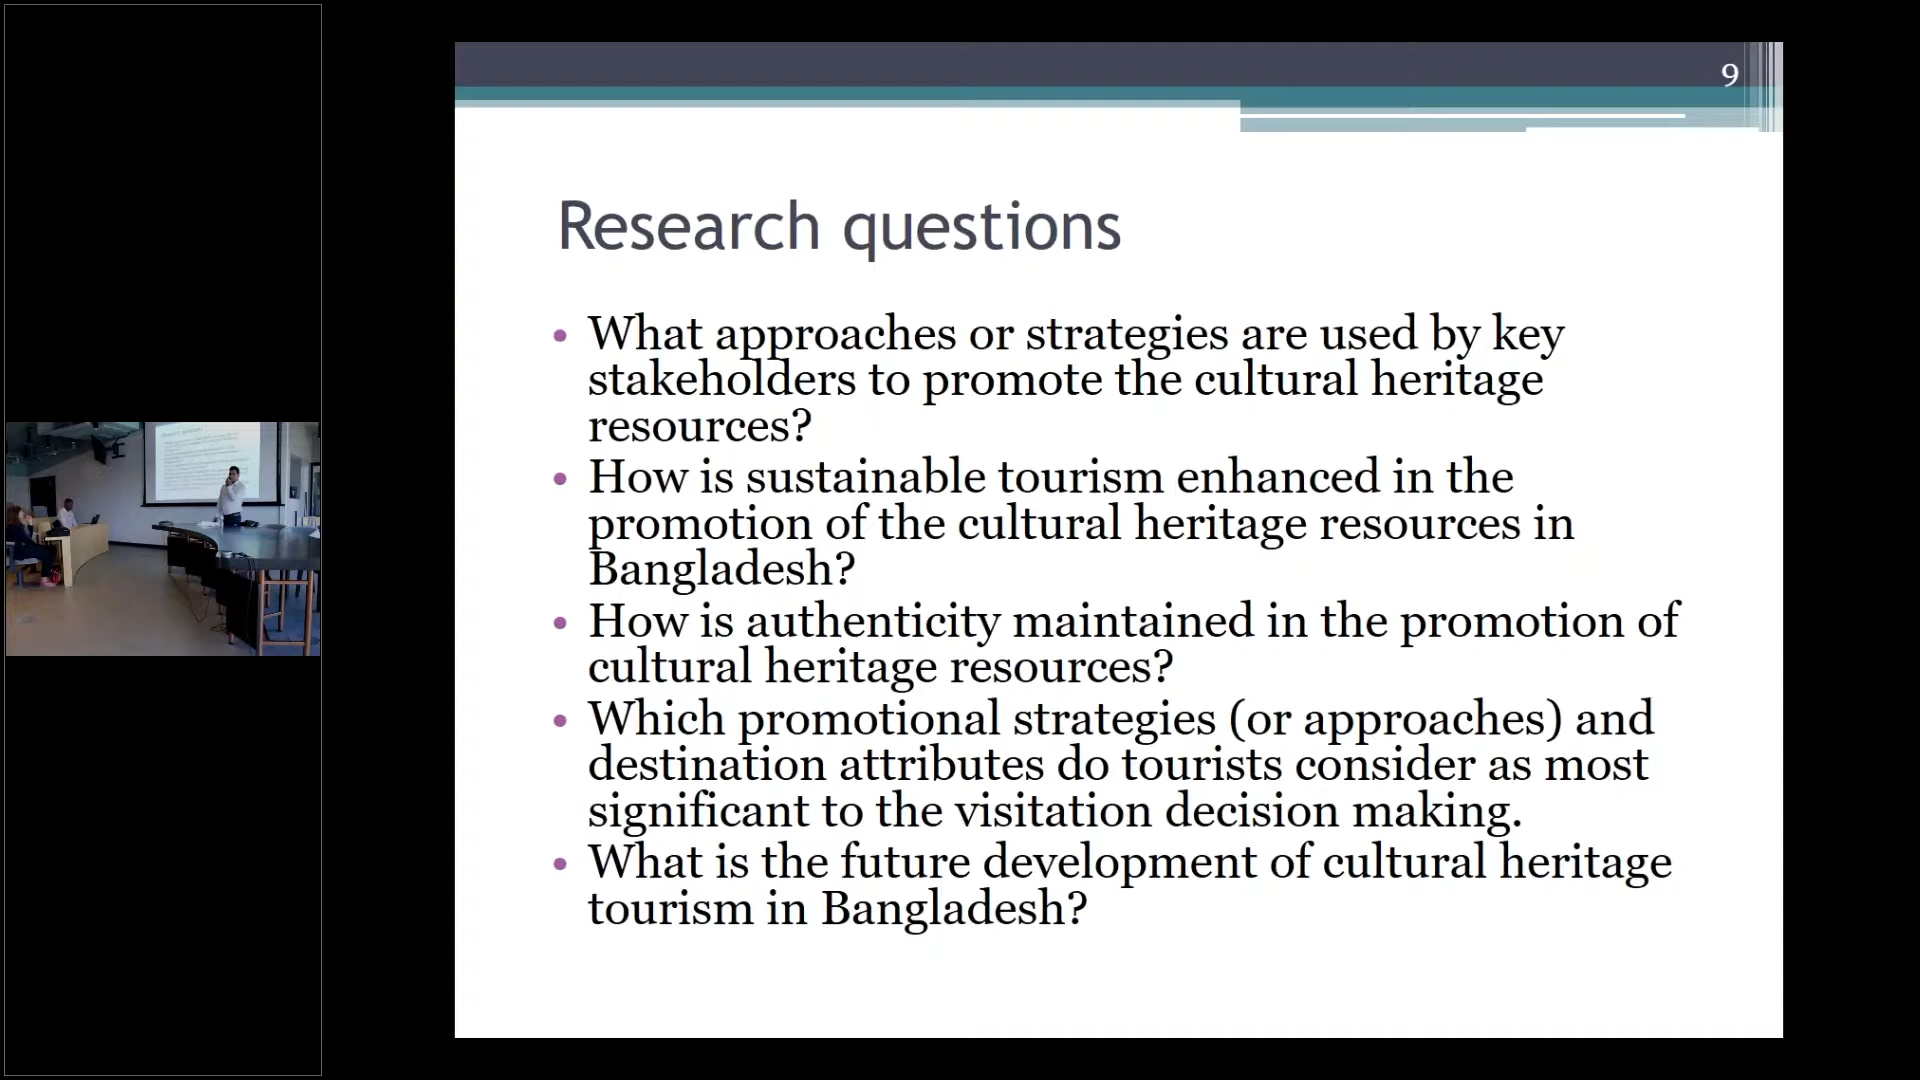 9
Research questions
• What approaches or strategies are used by key
stakeholders to promote the cultural heritage
resources?
• How is sustainable tourism enhanced in the
promotion of the cultural heritage resources in
Bangladesh?
• How is authenticity maintained in the promotion of
cultural heritage resources?
• Which promotional strategies (or approaches) and
destination attributes do tourists consider as most
significant to the visitation decision making.
• What is the future development of cultural heritage
tourism in Bangladesh?